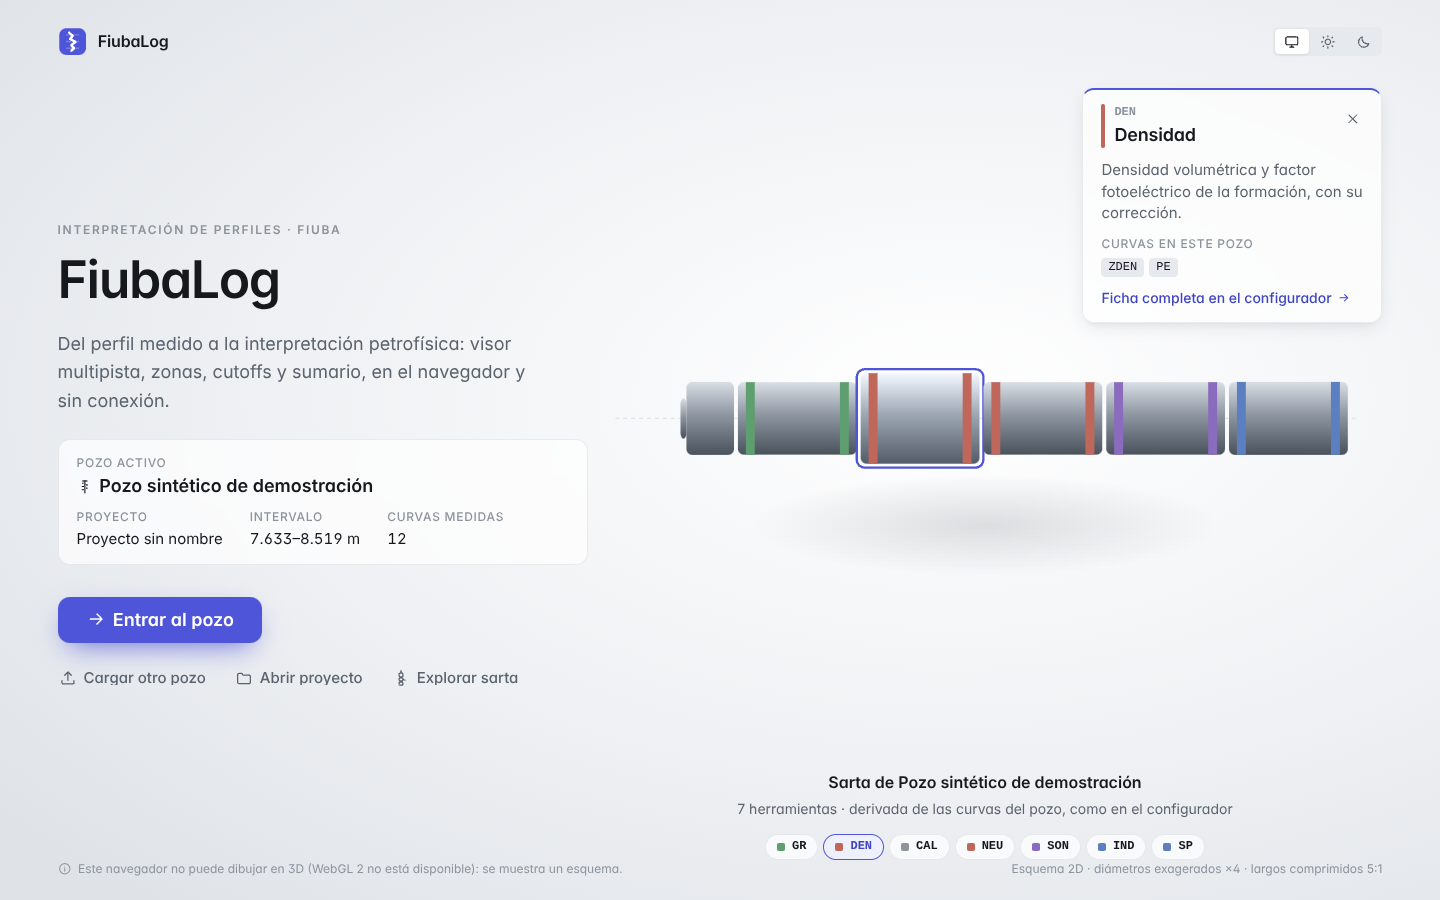 FiubaLog
DEN
Densidad
Densidad volumétrica y factor
fotoeléctrico de la formación, con su
corrección.
CURVAS EN ESTE POZO
ZDEN PE
Ficha completa en el configurador →
INTERPRETACIÓN DE PERFILES · FIUBA
FiubaLog
Del perfil medido a la interpretación petrofísica: visor
multipista, zonas, cutoffs y sumario, en el navegador y
sin conexión.
POZO ACTIVO
Pozo sintético de demostración
PROYECTO INTERVALO CURVAS MEDIDAS
Proyecto sin nombre 7.633–8.519 m 12
→ Entrar al pozo
Cargar otro pozo Abrir proyecto Explorar sarta
Sarta de Pozo sintético de demostración
7 herramientas · derivada de las curvas del pozo, como en el configurador
GR DEN CAL NEU SON IND SP
Este navegador no puede dibujar en 3D (WebGL 2 no está disponible): se muestra un esquema.
Esquema 2D · diámetros exagerados ×4 · largos comprimidos 5:1